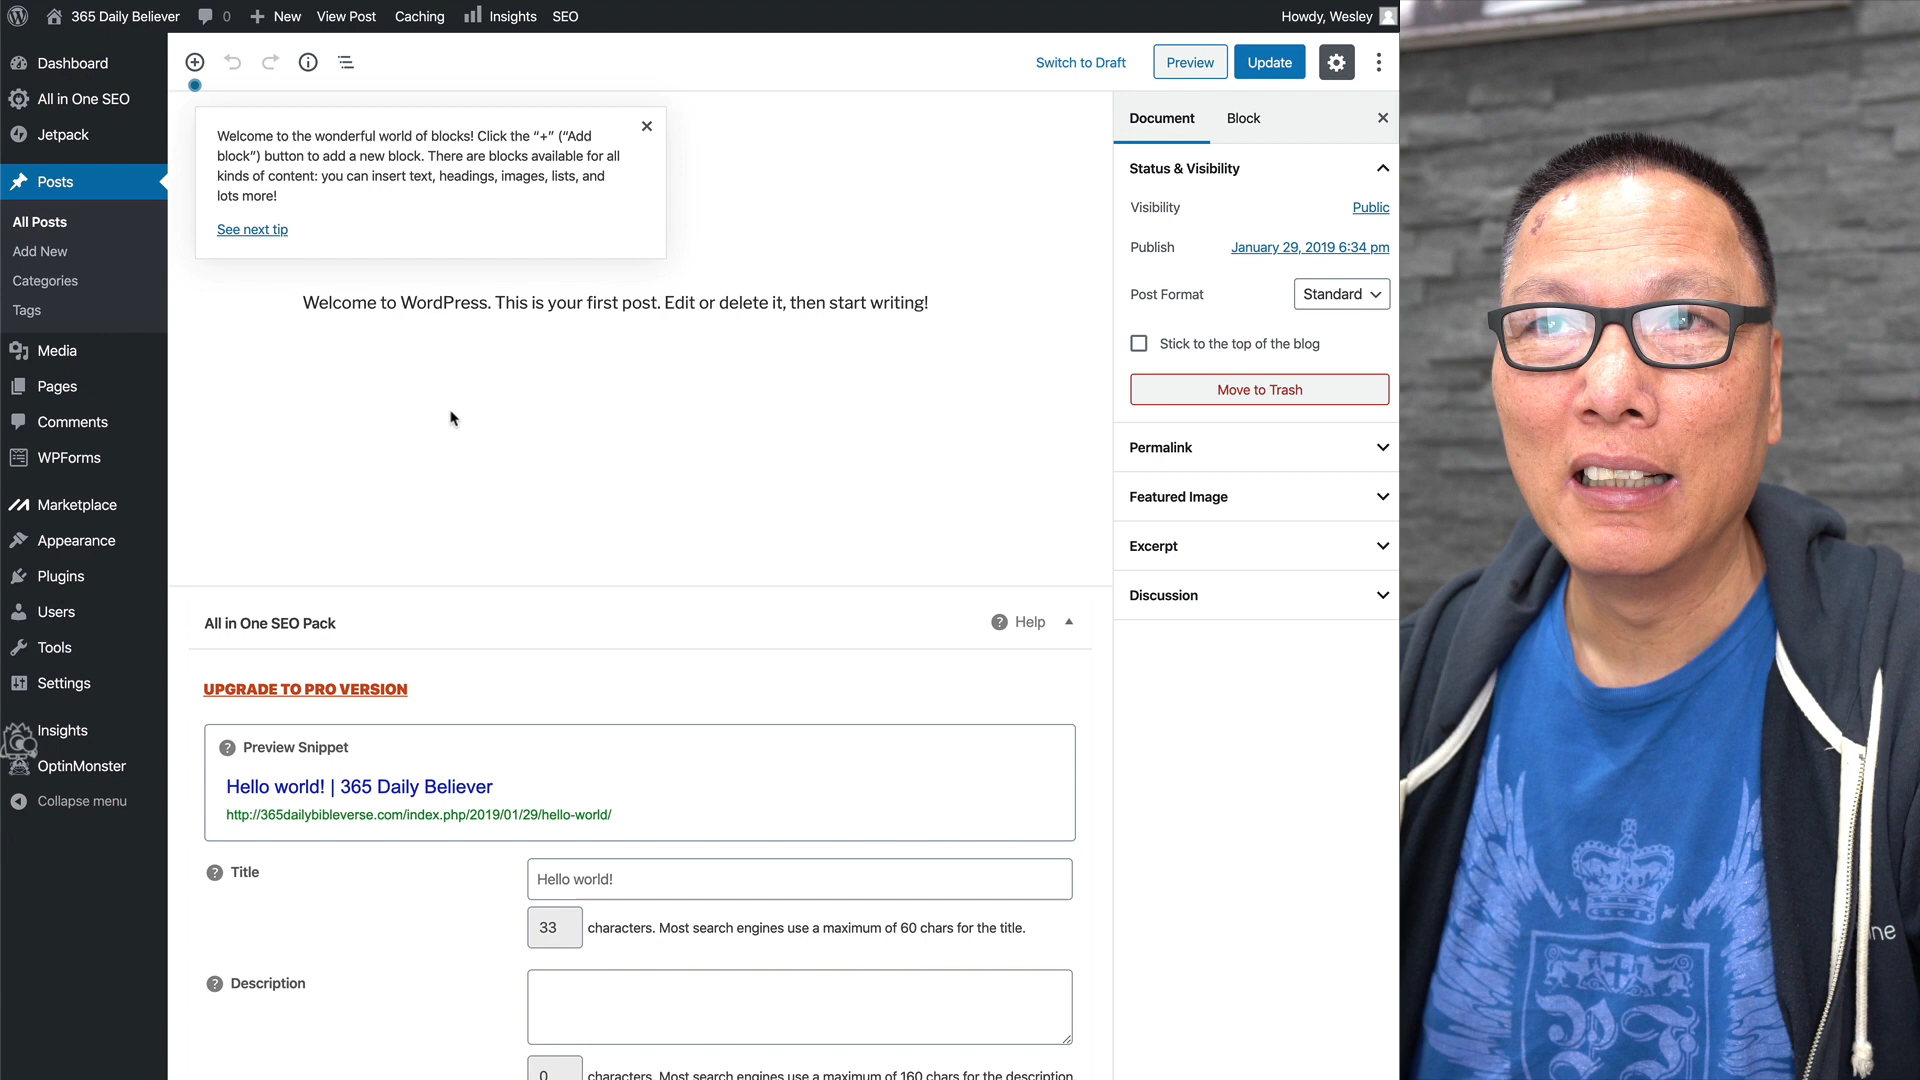 365 Daily Believer
0
New
View Post
Caching
Insights
SEO
Howdy, Wesley
Dashboard
All in One SEO
Jetpack
Posts
All Posts
Add New
Categories
Tags
Media
Pages
Comments
WPForms
Marketplace
Appearance
Plugins
Users
Tools
Settings
Insights
OptinMonster
Collapse menu
Switch to Draft
Preview
Update
Welcome to the wonderful world of blocks! Click the “+” (“Add
block”) button to add a new block. There are blocks available for all
kinds of content: you can insert text, headings, images, lists, and
lots more!
See next tip
Welcome to WordPress. This is your first post. Edit or delete it, then start writing!
Document
Block
Status & Visibility
Visibility
Public
Publish
January 29, 2019 6:34 pm
Post Format
Standard
Stick to the top of the blog
Move to Trash
Permalink
Featured Image
Excerpt
Discussion
All in One SEO Pack
Help
UPGRADE TO PRO VERSION
Preview Snippet
Hello world! | 365 Daily Believer
http://365dailybibleverse.com/index.php/2019/01/29/hello-world/
Title
Hello world!
33
characters. Most search engines use a maximum of 60 chars for the title.
Description
0
characters. Most search engines use a maximum of 160 chars for the description.